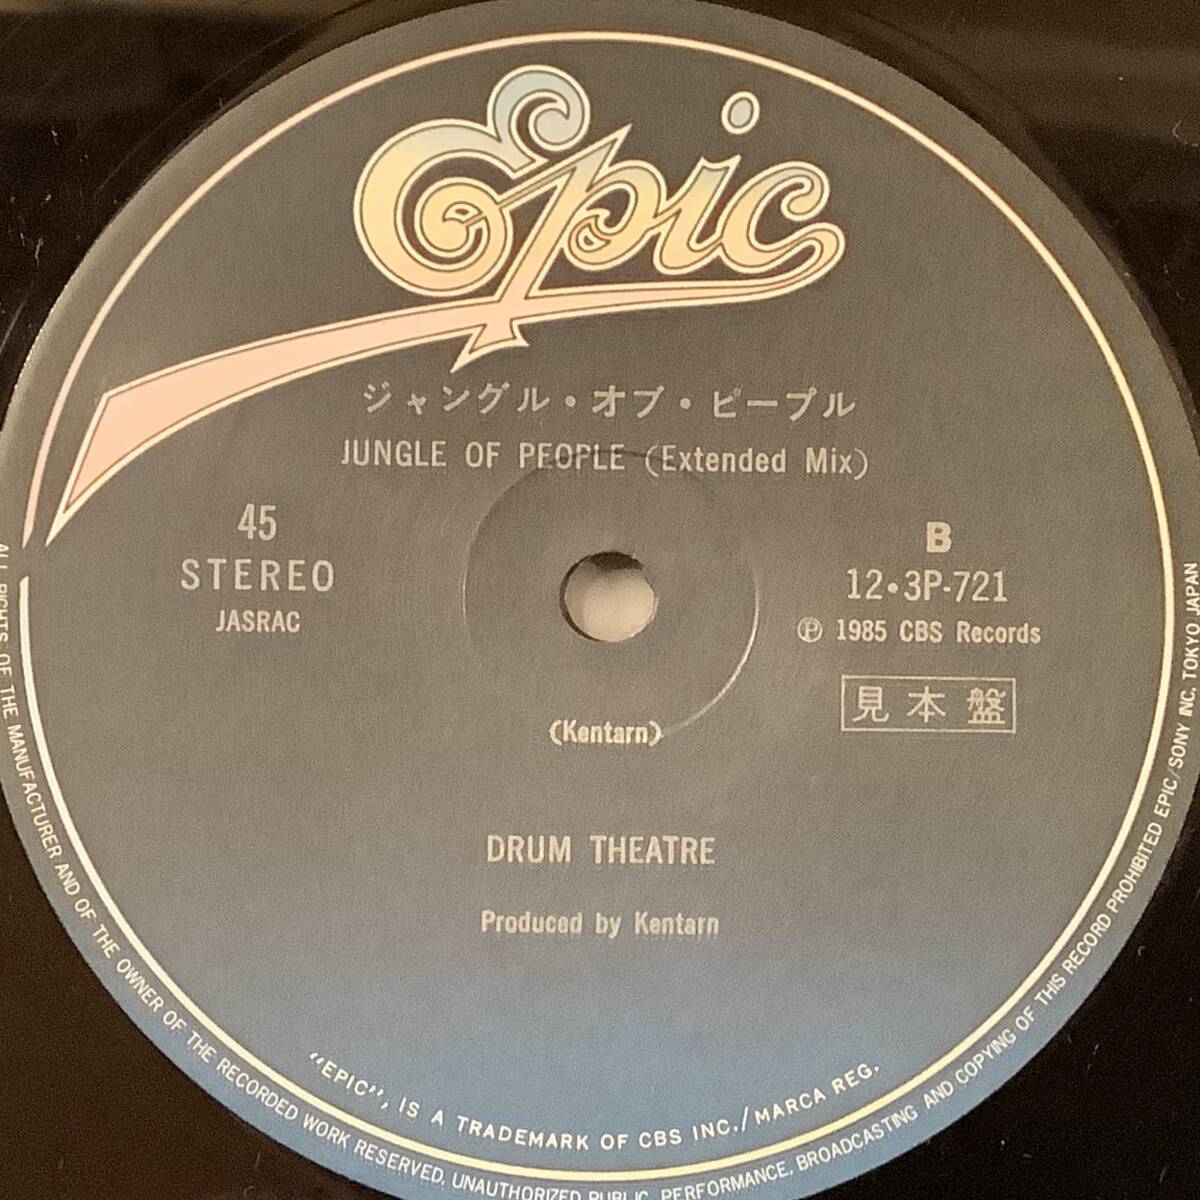 Epic
ジャングル・オブ・ピープル
JUNGLE OF PEOPLE (Extended Mix)
45
STEREO
JASRAC
B
12・3P-721
Ⓟ 1985 CBS Records
見本盤
(Kentarn)
DRUM THEATRE
Produced by Kentarn
“EPIC”, IS A TRADEMARK OF CBS INC./MARCA REG.
ALL RIGHTS OF THE MANUFACTURER AND OF THE OWNER OF THE RECORDED WORK RESERVED. UNAUTHORIZED PUBLIC PERFORMANCE, BROADCASTING AND COPYING OF THIS RECORD PROHIBITED EPIC/SONY INC. TOKYO JAPAN